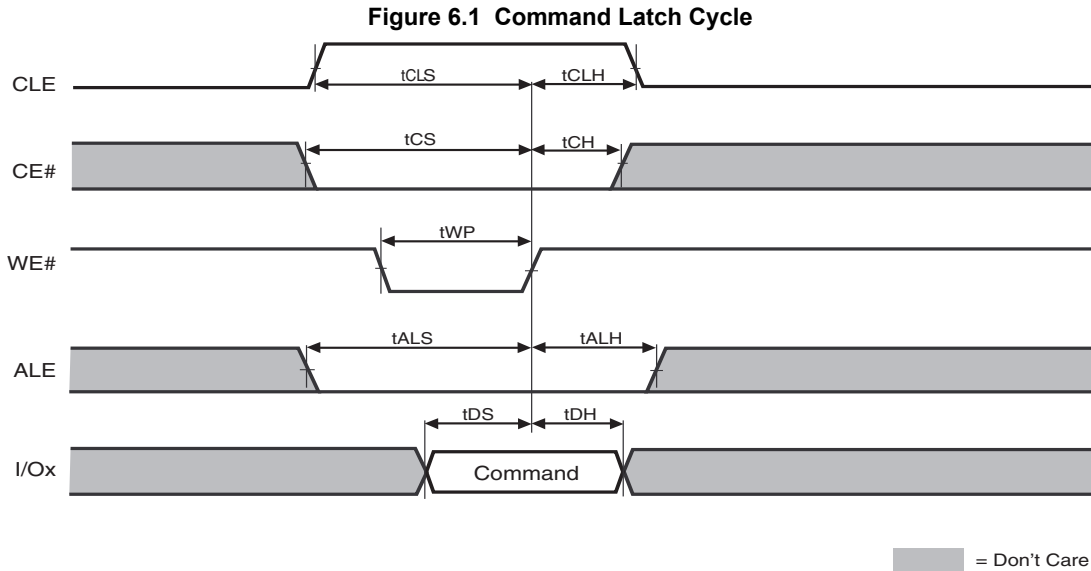 Figure 6.1 Command Latch Cycle
CLE
tCLS
tCLH
CE#
tCS
tCH
WE#
tWP
ALE
tALS
tALH
I/Ox
tDS
tDH
Command
= Don't Care